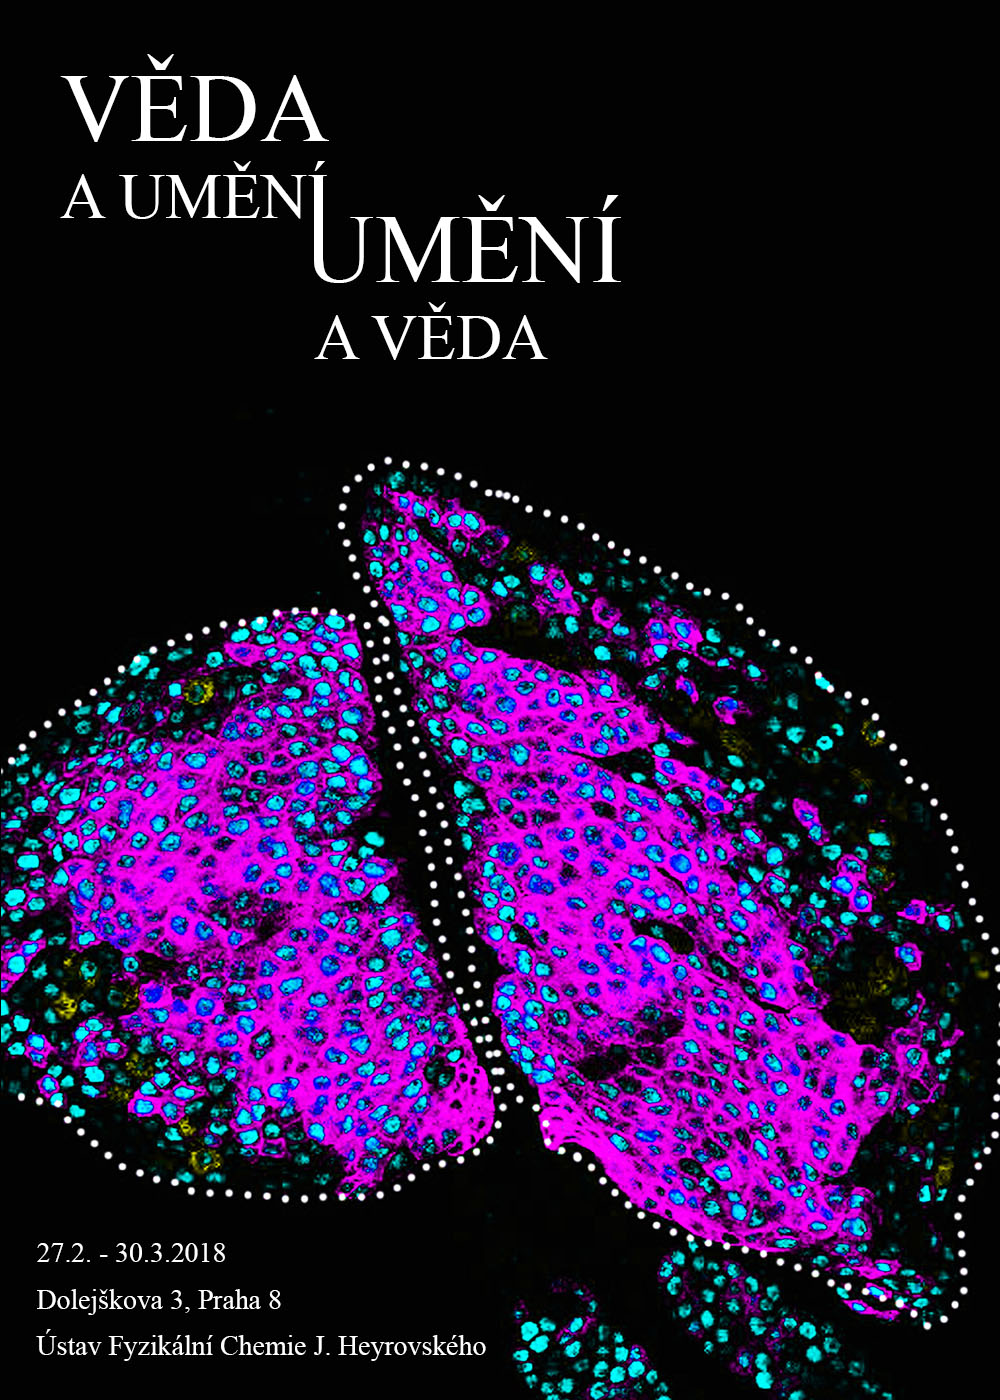 VĚDA
A UMĚNÍ
UMĚNÍ
A VĚDA
27.2. - 30.3.2018
Dolejškova 3, Praha 8
Ústav Fyzikální Chemie J. Heyrovského